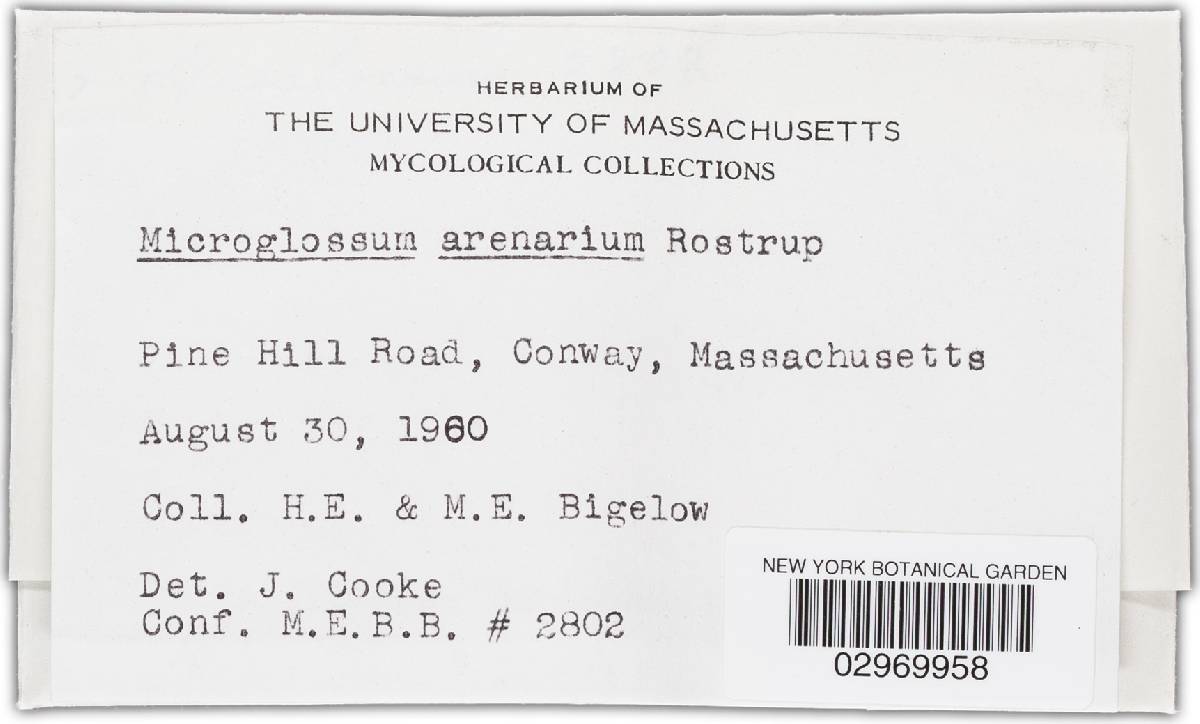 HERBARIUM OF
THE UNIVERSITY OF MASSACHUSETTS
MYCOLOGICAL COLLECTIONS
Microglossum arenarium Rostrup
Pine Hill Road, Conway, Massachusetts
August 30, 1960
Coll. H.E. & M.E. Bigelow
Det. J. Cooke
Conf. M.E.B.B. # 2802
NEW YORK BOTANICAL GARDEN
02969958